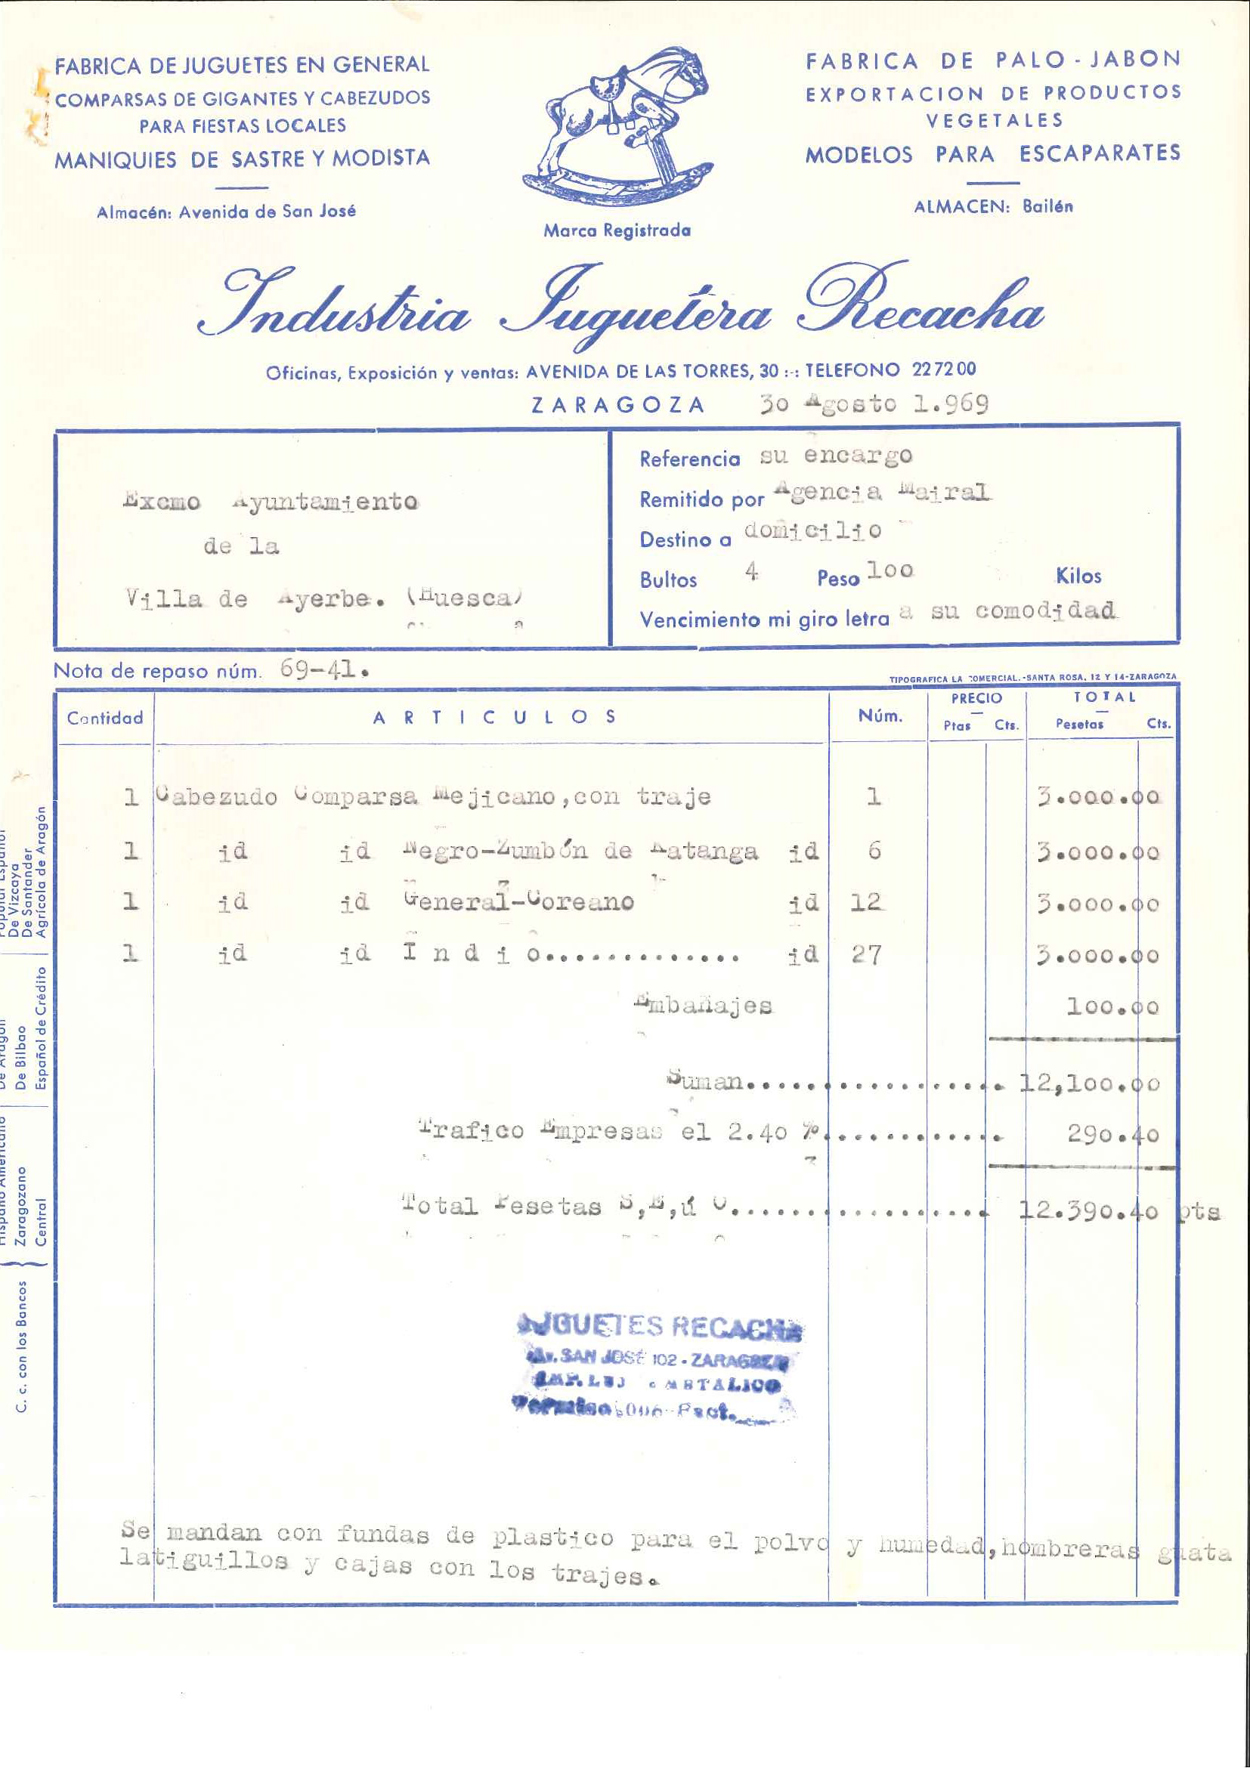 FABRICA DE JUGUETES EN GENERAL
COMPARSAS DE GIGANTES Y CABEZUDOS
PARA FIESTAS LOCALES
MANIQUIES DE SASTRE Y MODISTA
Almacén: Avenida de San José
Marca Registrada
FABRICA DE PALO - JABON
EXPORTACION DE PRODUCTOS
VEGETALES
MODELOS PARA ESCAPARATES
ALMACEN: Bailén
Industria Juguetera Recacha
Oficinas, Exposición y ventas: AVENIDA DE LAS TORRES, 30 :-: TELEFONO 227200
ZARAGOZA 30 Agosto 1.969
Excmo Ayuntamiento
de la
Villa de Ayerbe. (Huesca)
Referencia su encargo
Remitido por Agencia Mairal
Destino a domicilio
Bultos 4 Peso 100 Kilos
Vencimiento mi giro letra a su comodidad
Nota de repaso núm. 69-41.
TIPOGRAFICA LA COMERCIAL.-SANTA ROSA, 12 Y 14-ZARAGOZA
Cantidad ARTICULOS Núm. PRECIO Ptas Cts. TOTAL Pesetas Cts.
1 Cabezudo Comparsa Mejicano,con traje 1 3.000.00
1 id id Negro-Zumbón de Katanga id 6 3.000.00
1 id id General-Coreano id 12 3.000.00
1 id id I n d i o............. id 27 3.000.00
Embalajes 100.00
Suman.................... 12,100.00
Trafico Empresas el 2.40 %.............. 290.40
Total Pesetas S,E,ú O.................. 12.390.40 pts
JUGUETES RECACHA
Av. SAN JOSÉ 102 - ZARAGOZA
Se mandan con fundas de plastico para el polvo y humedad,hombreras guata
latiguillos y cajas con los trajes.
C. c. con los Bancos
Zaragozano
Central
De Bilbao
Español de Crédito
De Vizcaya
De Santander
Agrícola de Aragón